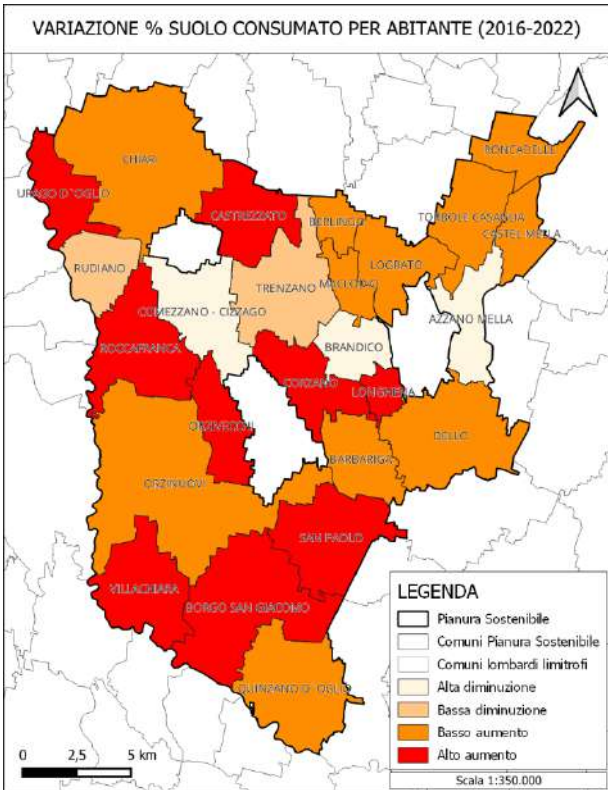 VARIAZIONE % SUOLO CONSUMATO PER ABITANTE (2016-2022)
RONCADELLE
CHIARI
URAGO D`OGLIO
CASTREZZATO
BERLINGO
TORBOLE CASAGLIA
CASTEL MELLA
RUDIANO
LOGRATO
TRENZANO
MACLODIO
COMEZZANO - CIZZAGO
AZZANO MELLA
BRANDICO
ROCCAFRANCA
CORZANO
LONGHENA
ORZIVECCHI
DELLO
BARBARIGA
ORZINUOVI
SAN PAOLO
VILLACHIARA
BORGO SAN GIACOMO
QUINZANO D`OGLIO
LEGENDA
Pianura Sostenibile
Comuni Pianura Sostenibile
Comuni lombardi limitrofi
Alta diminuzione
Bassa diminuzione
Basso aumento
Alto aumento
0 2,5 5 km
Scala 1:350.000